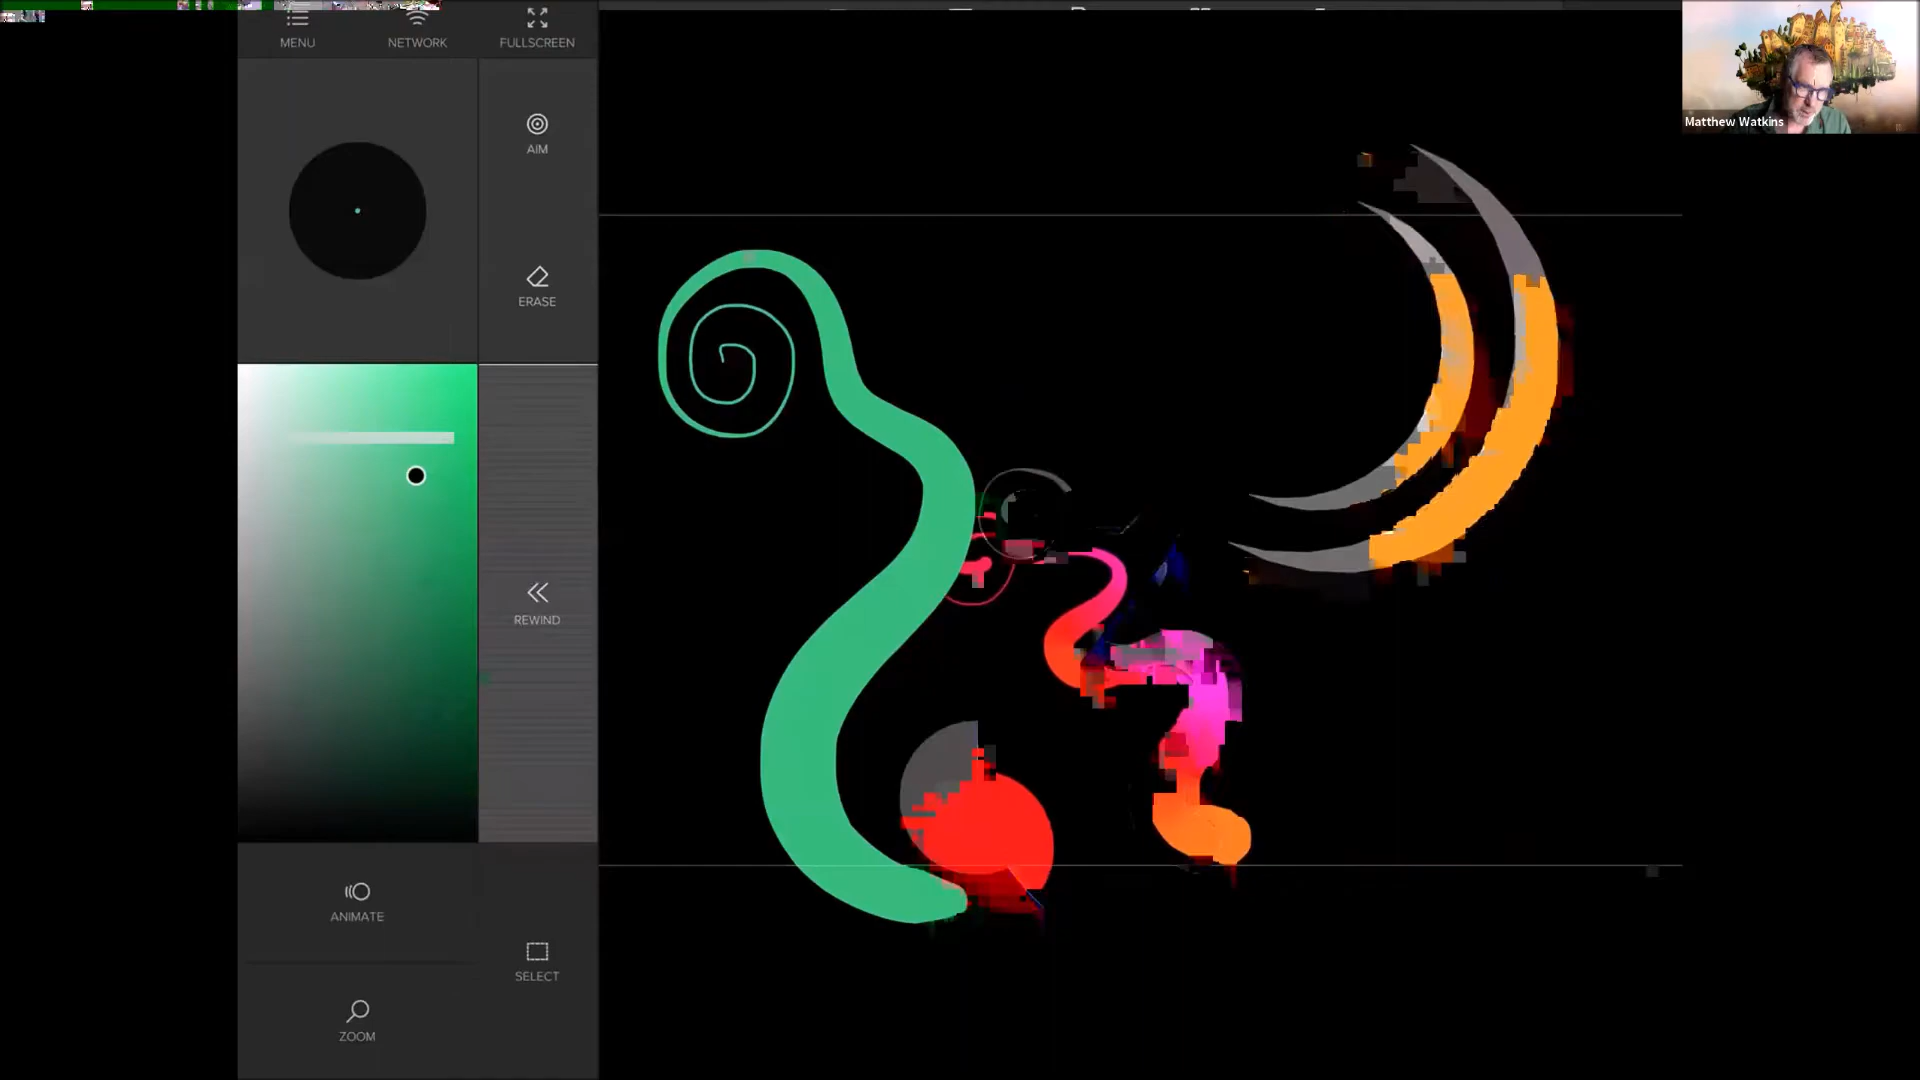 MENU
NETWORK
FULLSCREEN
AIM
ERASE
REWIND
ANIMATE
SELECT
ZOOM
Matthew Watkins